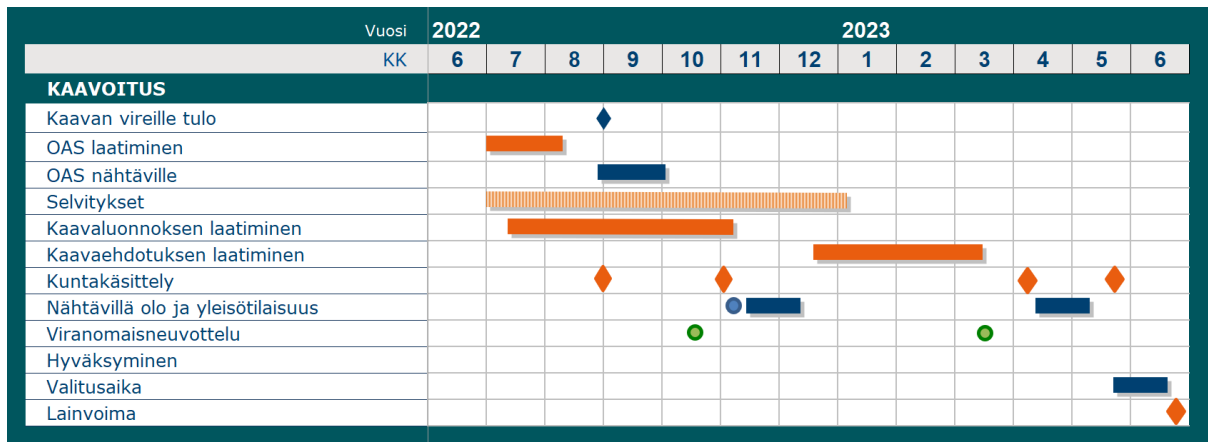 Vuosi 2022 2023
KK 6 7 8 9 10 11 12 1 2 3 4 5 6
KAAVOITUS
Kaavan vireille tulo
OAS laatiminen
OAS nähtäville
Selvitykset
Kaavaluonnoksen laatiminen
Kaavaehdotuksen laatiminen
Kuntakäsittely
Nähtävillä olo ja yleisötilaisuus
Viranomaisneuvottelu
Hyväksyminen
Valitusaika
Lainvoima